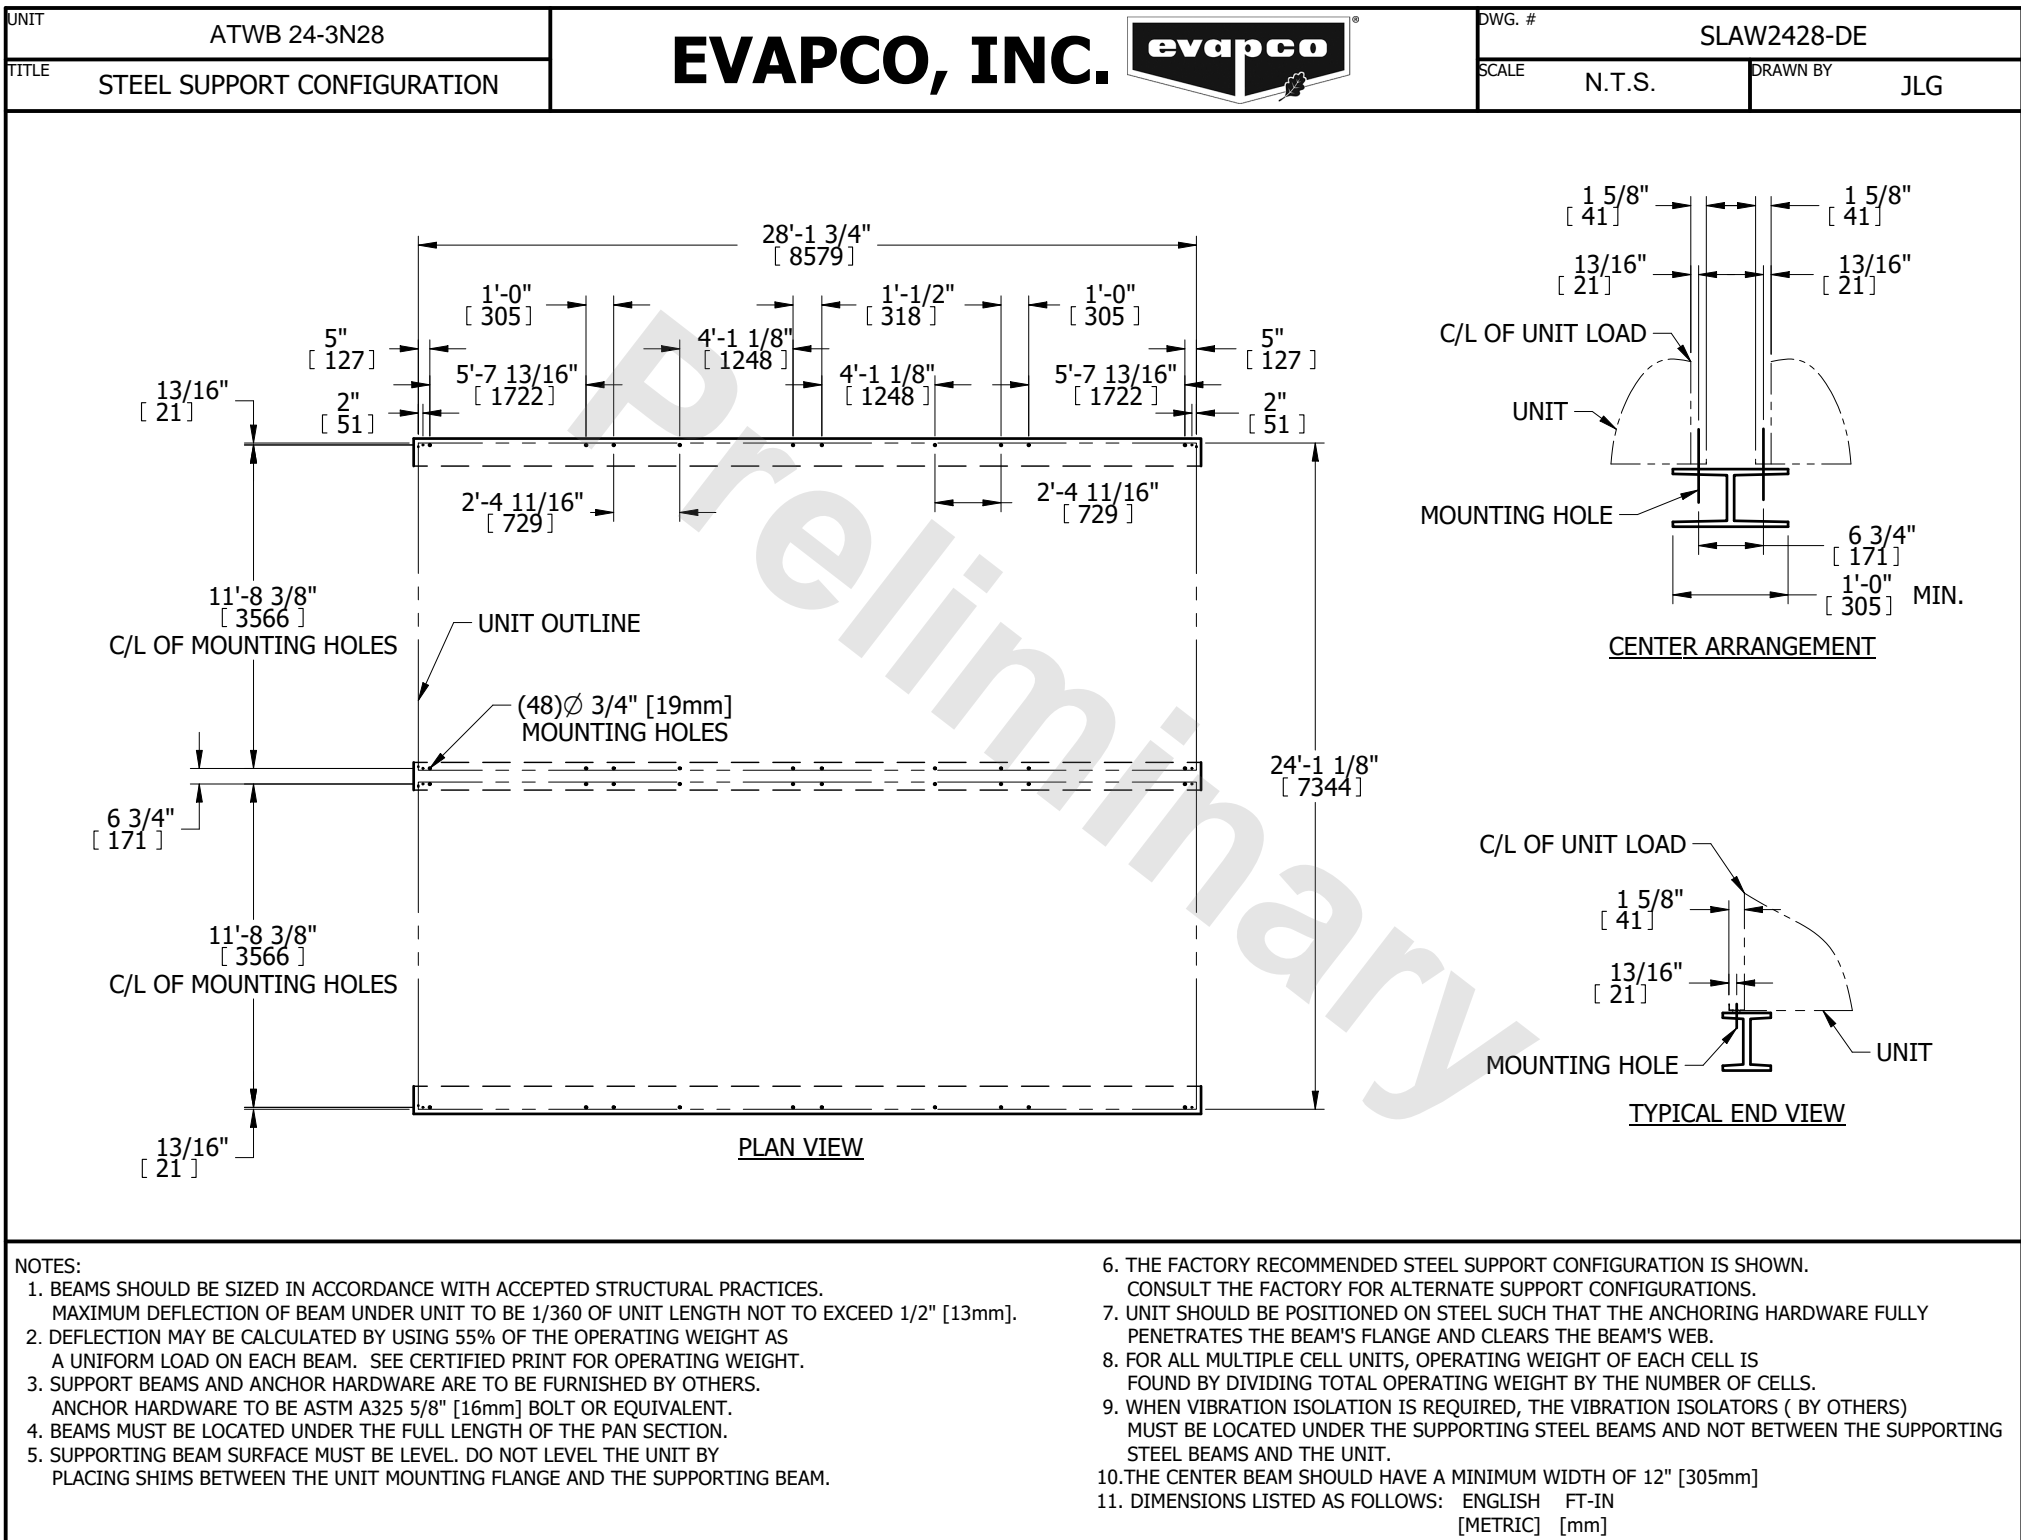 UNIT
ATWB 24-3N28
TITLE
STEEL SUPPORT CONFIGURATION
EVAPCO, INC.
evapco
®
DWG. #
SLAW2428-DE
SCALE
N.T.S.
DRAWN BY
JLG
28'-1 3/4"
[ 8579 ]
1'-0"
[ 305 ]
1'-1/2"
[ 318 ]
1'-0"
[ 305 ]
5"
[ 127 ]
4'-1 1/8"
[ 1248 ]
5"
[ 127 ]
5'-7 13/16"
[ 1722 ]
4'-1 1/8"
[ 1248 ]
5'-7 13/16"
[ 1722 ]
13/16"
[ 21 ]
2"
[ 51 ]
2"
[ 51 ]
2'-4 11/16"
[ 729 ]
2'-4 11/16"
[ 729 ]
11'-8 3/8"
[ 3566 ]
C/L OF MOUNTING HOLES
UNIT OUTLINE
(48)Ø 3/4" [19mm]
MOUNTING HOLES
6 3/4"
[ 171 ]
24'-1 1/8"
[ 7344 ]
11'-8 3/8"
[ 3566 ]
C/L OF MOUNTING HOLES
13/16"
[ 21 ]
PLAN VIEW
Preliminary
1 5/8"
[ 41 ]
1 5/8"
[ 41 ]
13/16"
[ 21 ]
13/16"
[ 21 ]
C/L OF UNIT LOAD
UNIT
MOUNTING HOLE
6 3/4"
[ 171 ]
1'-0"
[ 305 ]
MIN.
CENTER ARRANGEMENT
C/L OF UNIT LOAD
1 5/8"
[ 41 ]
13/16"
[ 21 ]
MOUNTING HOLE
UNIT
TYPICAL END VIEW
NOTES:
1. BEAMS SHOULD BE SIZED IN ACCORDANCE WITH ACCEPTED STRUCTURAL PRACTICES.
MAXIMUM DEFLECTION OF BEAM UNDER UNIT TO BE 1/360 OF UNIT LENGTH NOT TO EXCEED 1/2" [13mm].
2. DEFLECTION MAY BE CALCULATED BY USING 55% OF THE OPERATING WEIGHT AS
A UNIFORM LOAD ON EACH BEAM. SEE CERTIFIED PRINT FOR OPERATING WEIGHT.
3. SUPPORT BEAMS AND ANCHOR HARDWARE ARE TO BE FURNISHED BY OTHERS.
ANCHOR HARDWARE TO BE ASTM A325 5/8" [16mm] BOLT OR EQUIVALENT.
4. BEAMS MUST BE LOCATED UNDER THE FULL LENGTH OF THE PAN SECTION.
5. SUPPORTING BEAM SURFACE MUST BE LEVEL. DO NOT LEVEL THE UNIT BY
PLACING SHIMS BETWEEN THE UNIT MOUNTING FLANGE AND THE SUPPORTING BEAM.
6. THE FACTORY RECOMMENDED STEEL SUPPORT CONFIGURATION IS SHOWN.
CONSULT THE FACTORY FOR ALTERNATE SUPPORT CONFIGURATIONS.
7. UNIT SHOULD BE POSITIONED ON STEEL SUCH THAT THE ANCHORING HARDWARE FULLY
PENETRATES THE BEAM'S FLANGE AND CLEARS THE BEAM'S WEB.
8. FOR ALL MULTIPLE CELL UNITS, OPERATING WEIGHT OF EACH CELL IS
FOUND BY DIVIDING TOTAL OPERATING WEIGHT BY THE NUMBER OF CELLS.
9. WHEN VIBRATION ISOLATION IS REQUIRED, THE VIBRATION ISOLATORS ( BY OTHERS)
MUST BE LOCATED UNDER THE SUPPORTING STEEL BEAMS AND NOT BETWEEN THE SUPPORTING
STEEL BEAMS AND THE UNIT.
10.THE CENTER BEAM SHOULD HAVE A MINIMUM WIDTH OF 12" [305mm]
11. DIMENSIONS LISTED AS FOLLOWS: ENGLISH FT-IN
[METRIC] [mm]